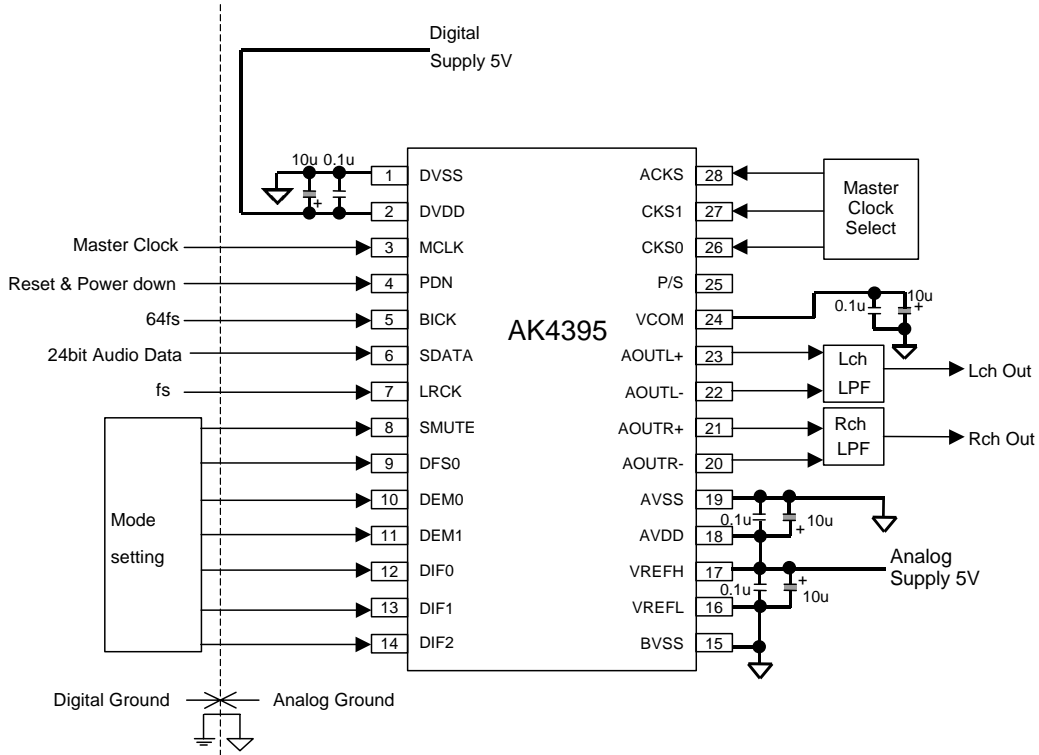 Digital
Supply 5V
10u 0.1u
1 DVSS
2 DVDD
Master Clock 3 MCLK
Reset & Power down 4 PDN
64fs 5 BICK
24bit Audio Data 6 SDATA
fs 7 LRCK
8 SMUTE
9 DFS0
10 DEM0
11 DEM1
12 DIF0
13 DIF1
14 DIF2
Mode
setting
AK4395
ACKS 28
CKS1 27
CKS0 26
P/S 25
VCOM 24
AOUTL+ 23
AOUTL- 22
AOUTR+ 21
AOUTR- 20
AVSS 19
AVDD 18
VREFH 17
VREFL 16
BVSS 15
Master
Clock
Select
0.1u 10u
+
Lch
LPF
Lch Out
Rch
LPF
Rch Out
0.1u 10u
+
Analog
Supply 5V
0.1u 10u
+
+
Digital Ground Analog Ground